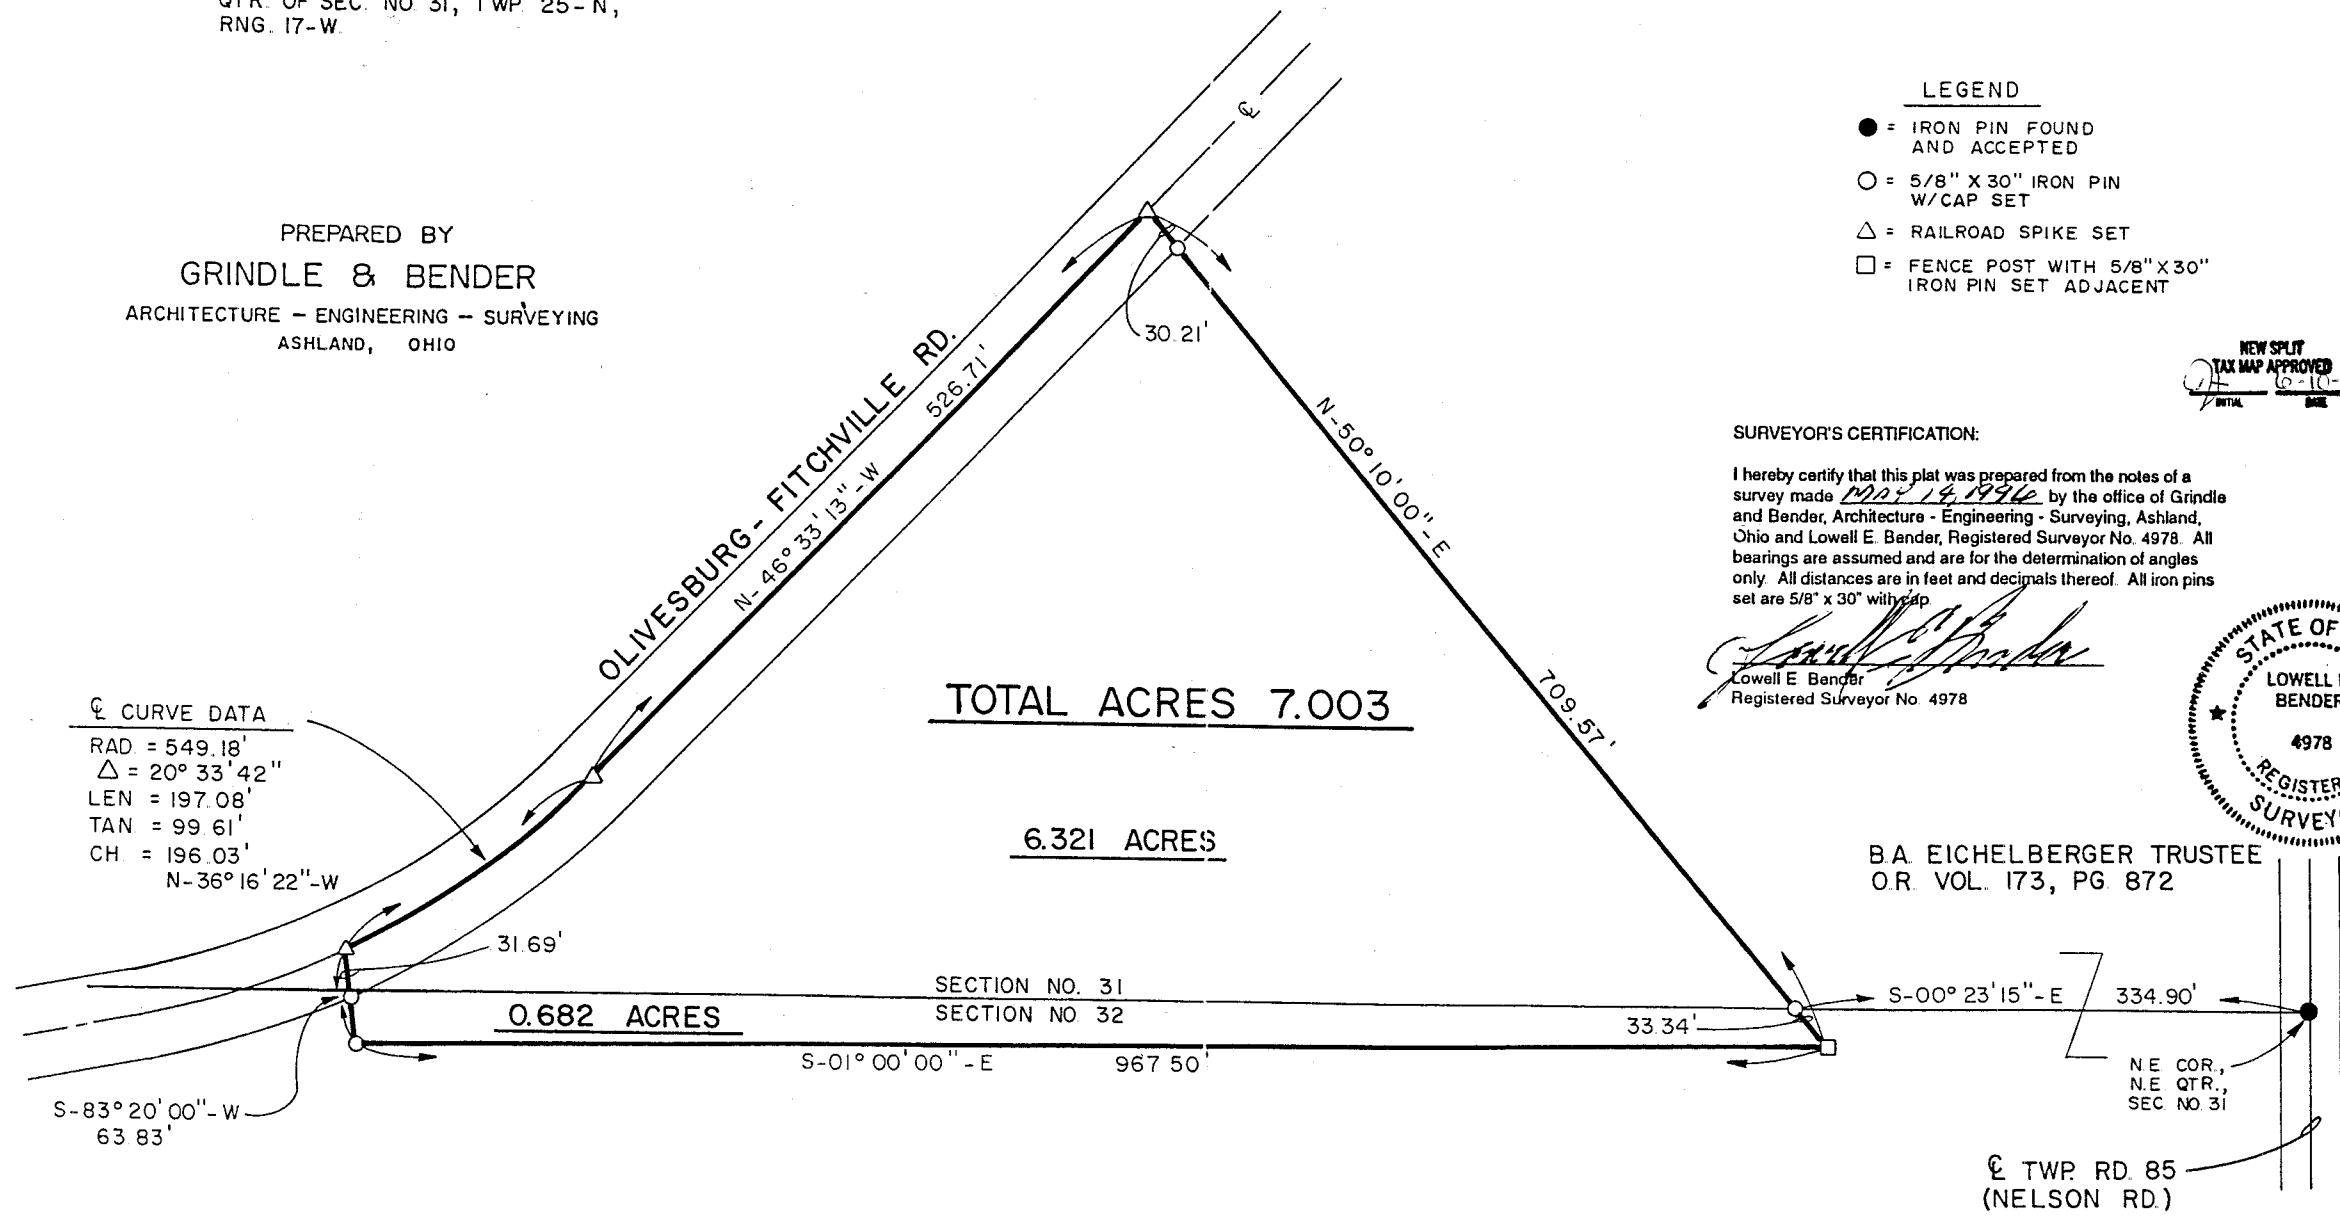 QTR. OF SEC. NO. 31, TWP. 25-N,
RNG. 17-W.
PREPARED BY
GRINDLE & BENDER
ARCHITECTURE - ENGINEERING - SURVEYING
ASHLAND, OHIO
LEGEND
● = IRON PIN FOUND
AND ACCEPTED
○ = 5/8" X 30" IRON PIN
W/CAP SET
△ = RAILROAD SPIKE SET
□ = FENCE POST WITH 5/8" X 30"
IRON PIN SET ADJACENT
NEW SPLIT
TAX MAP APPROVED
6-10-
INITIAL DATE
SURVEYOR'S CERTIFICATION:
I hereby certify that this plat was prepared from the notes of a
survey made MAY 14, 1996 by the office of Grindle
and Bender, Architecture - Engineering - Surveying, Ashland,
Ohio and Lowell E. Bender, Registered Surveyor No. 4978. All
bearings are assumed and are for the determination of angles
only. All distances are in feet and decimals thereof. All iron pins
set are 5/8" x 30" with cap.
Lowell E Bender
Lowell E. Bender
Registered Surveyor No. 4978
STATE OF
LOWELL
BENDER
4978
REGISTER
SURVEY
℄
30.21'
OLIVESBURG - FITCHVILLE RD.
526.71'
N-46° 33' 13"-W
N-50° 10' 00"-E
709.57'
℄ CURVE DATA
RAD. = 549.18'
△ = 20° 33' 42"
LEN = 197.08'
TAN. = 99.61'
CH. = 196.03'
N-36° 16' 22"-W
TOTAL ACRES 7.003
6.321 ACRES
B.A. EICHELBERGER TRUSTEE
O.R. VOL. 173, PG. 872
31.69'
SECTION NO. 31
SECTION NO. 32
0.682 ACRES
33.34'
S-00° 23' 15"-E 334.90'
S-01° 00' 00"-E 967.50'
S-83° 20' 00"-W
63.83'
N.E. COR.,
N.E. QTR.,
SEC. NO. 31
℄ TWP. RD. 85
(NELSON RD.)